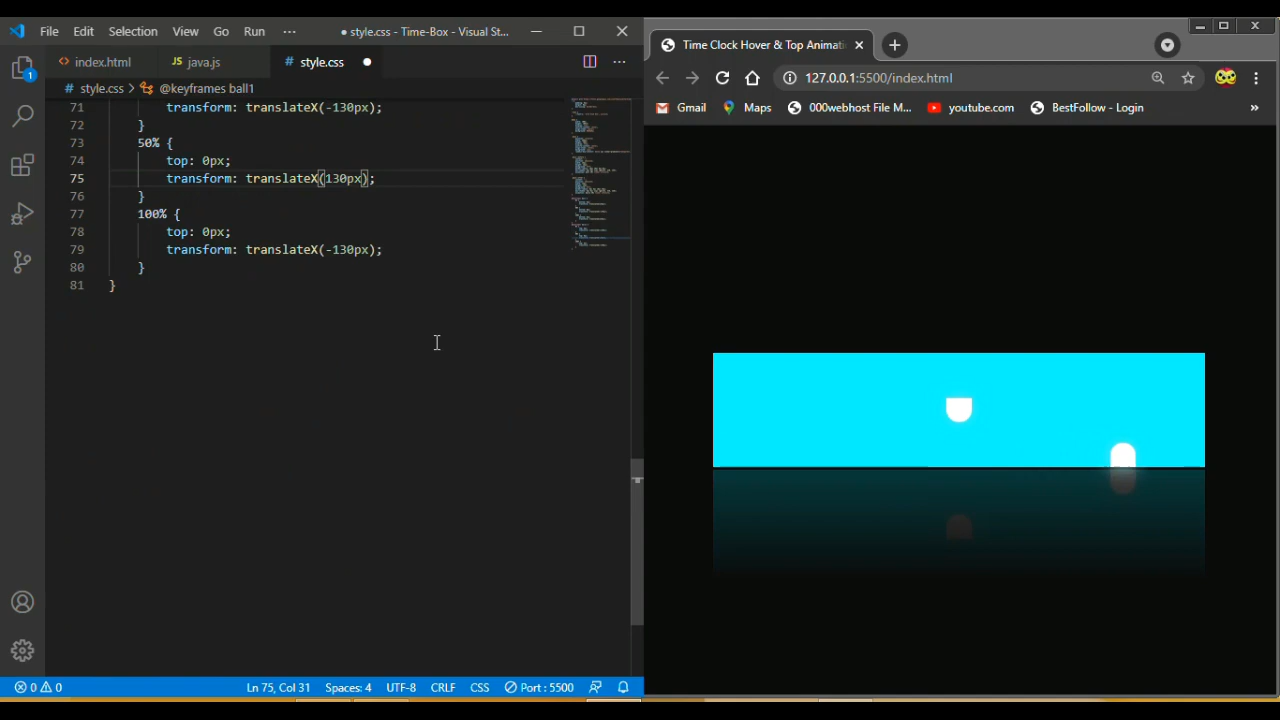 File Edit Selection View Go Run ··· ● style.css - Time-Box - Visual St...
index.html java.js style.css
style.css > @keyframes ball1
71 transform: translateX(-130px);
72 }
73 50% {
74 top: 0px;
75 transform: translateX(130px);
76 }
77 100% {
78 top: 0px;
79 transform: translateX(-130px);
80 }
81 }
0 0 Ln 75, Col 31 Spaces: 4 UTF-8 CRLF CSS Port : 5500
1
Time Clock Hover & Top Animati
127.0.0.1:5500/index.html
Gmail Maps 000webhost File M... youtube.com BestFollow - Login »